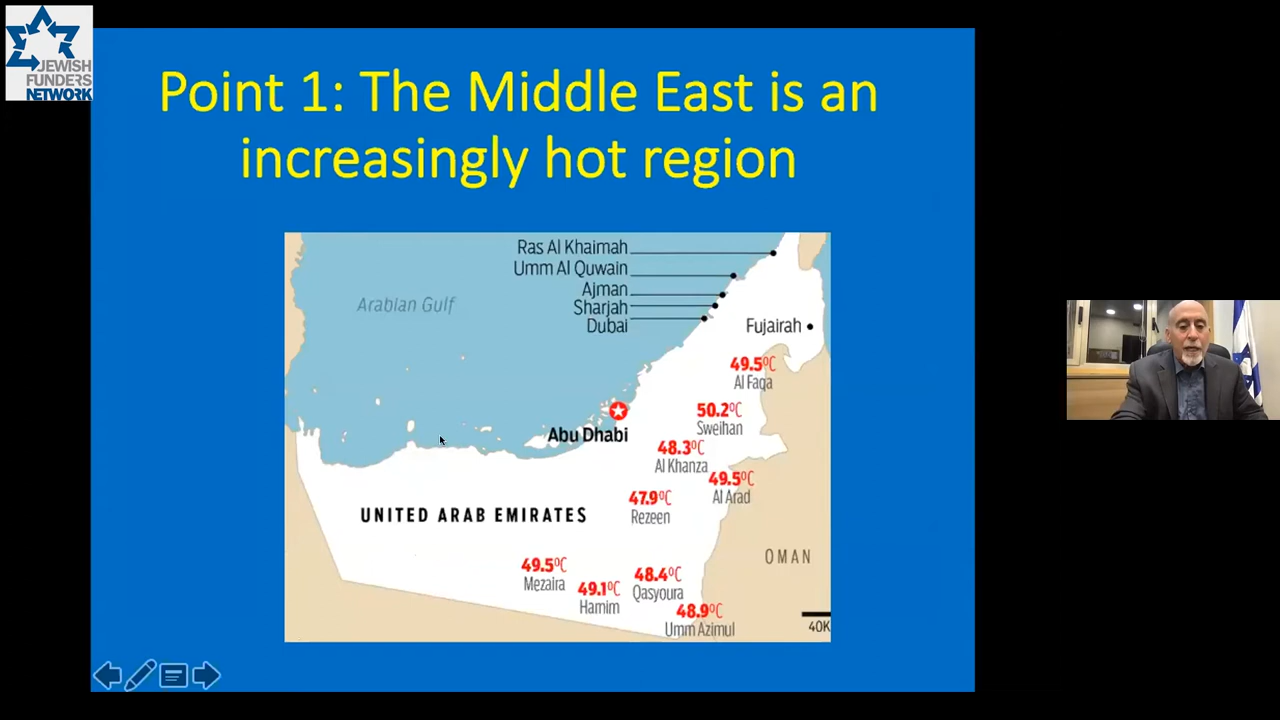 JEWISH
FUNDERS
NETWORK
Point 1: The Middle East is an
increasingly hot region
Ras Al Khaimah
Umm Al Quwain
Ajman
Sharjah
Dubai
Arabian Gulf
Fujairah
49.5°C
Al Faqa
50.2°C
Sweihan
Abu Dhabi
48.3°C
Al Khanza
49.5°C
Al Arad
47.9°C
Rezeen
UNITED ARAB EMIRATES
OMAN
49.5°C
Mezaira
49.1°C
Hamim
48.4°C
Qasyoura
48.9°C
Umm Azimul
40K